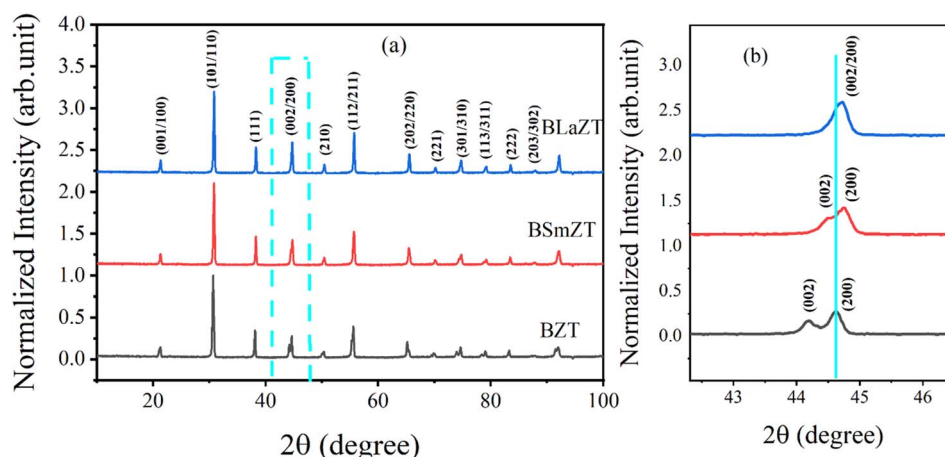 (a)
Normalized Intensity (arb.unit)
4.0
3.5
3.0
2.5
2.0
1.5
1.0
0.5
0.0
(001/100)
(101/110)
(111)
(002/200)
(210)
(112/211)
(202/220)
(221)
(301/310)
(113/311)
(222)
(203/302)
BLaZT
BSmZT
BZT
20 40 60 80 100
2θ (degree)
(b)
Normalized Intensity (arb.unit)
3.0
2.5
2.0
1.5
1.0
0.5
0.0
(002/200)
(002) (200)
(002) (200)
43 44 45 46
2θ (degree)